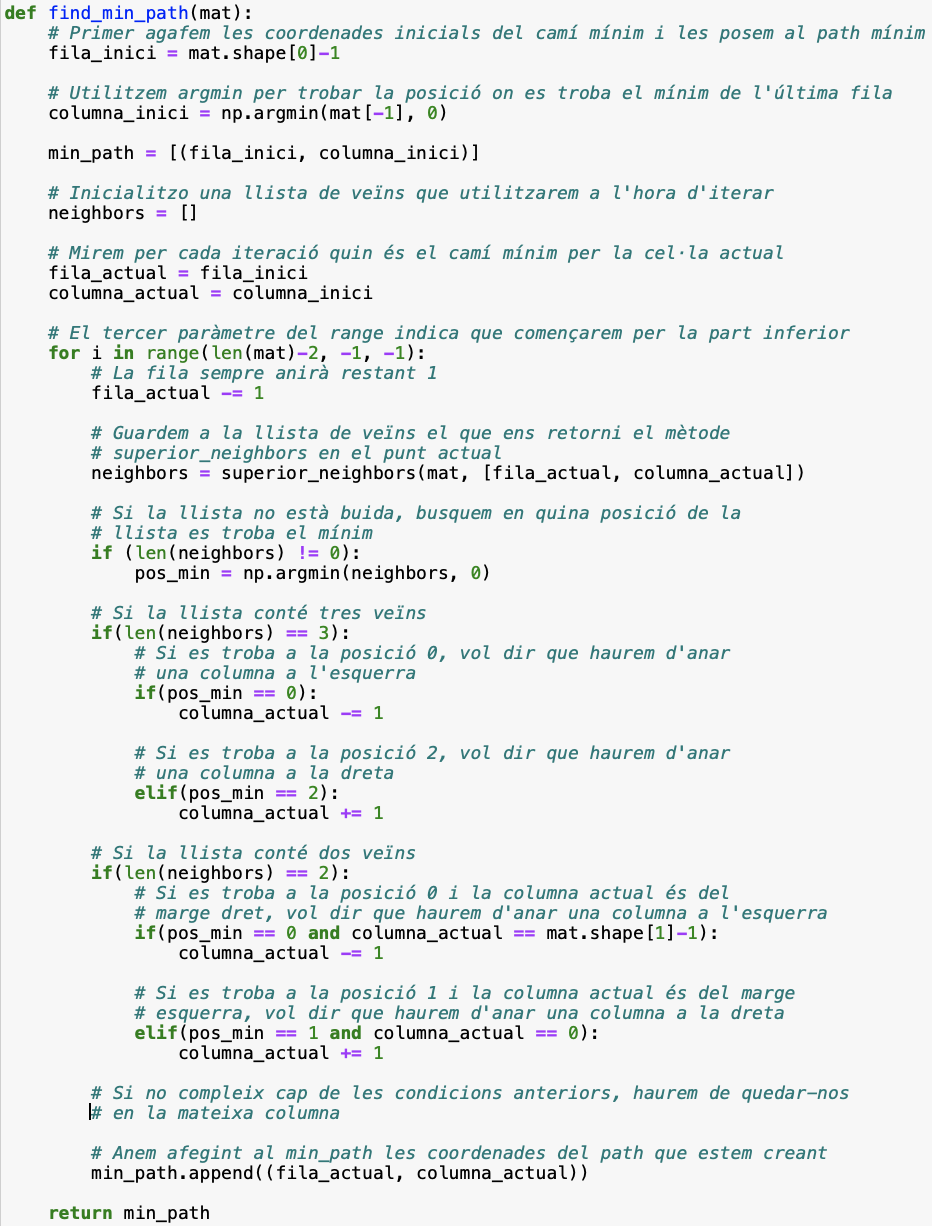 def find_min_path(mat):
    # Primer agafem les coordenades inicials del camí mínim i les posem al path mínim
    fila_inici = mat.shape[0]-1

    # Utilitzem argmin per trobar la posició on es troba el mínim de l'última fila
    columna_inici = np.argmin(mat[-1], 0)

    min_path = [(fila_inici, columna_inici)]

    # Inicialitzo una llista de veïns que utilitzarem a l'hora d'iterar
    neighbors = []

    # Mirem per cada iteració quin és el camí mínim per la cel·la actual
    fila_actual = fila_inici
    columna_actual = columna_inici

    # El tercer paràmetre del range indica que començarem per la part inferior
    for i in range(len(mat)-2, -1, -1):
        # La fila sempre anirà restant 1
        fila_actual -= 1

        # Guardem a la llista de veïns el que ens retorni el mètode
        # superior_neighbors en el punt actual
        neighbors = superior_neighbors(mat, [fila_actual, columna_actual])

        # Si la llista no està buida, busquem en quina posició de la
        # llista es troba el mínim
        if (len(neighbors) != 0):
            pos_min = np.argmin(neighbors, 0)

        # Si la llista conté tres veïns
        if(len(neighbors) == 3):
            # Si es troba a la posició 0, vol dir que haurem d'anar
            # una columna a l'esquerra
            if(pos_min == 0):
                columna_actual -= 1

            # Si es troba a la posició 2, vol dir que haurem d'anar
            # una columna a la dreta
            elif(pos_min == 2):
                columna_actual += 1

        # Si la llista conté dos veïns
        if(len(neighbors) == 2):
            # Si es troba a la posició 0 i la columna actual és del
            # marge dret, vol dir que haurem d'anar una columna a l'esquerra
            if(pos_min == 0 and columna_actual == mat.shape[1]-1):
                columna_actual -= 1

            # Si es troba a la posició 1 i la columna actual és del marge
            # esquerra, vol dir que haurem d'anar una columna a la dreta
            elif(pos_min == 1 and columna_actual == 0):
                columna_actual += 1

        # Si no compleix cap de les condicions anteriors, haurem de quedar-nos
        # en la mateixa columna

        # Anem afegint al min_path les coordenades del path que estem creant
        min_path.append((fila_actual, columna_actual))

    return min_path